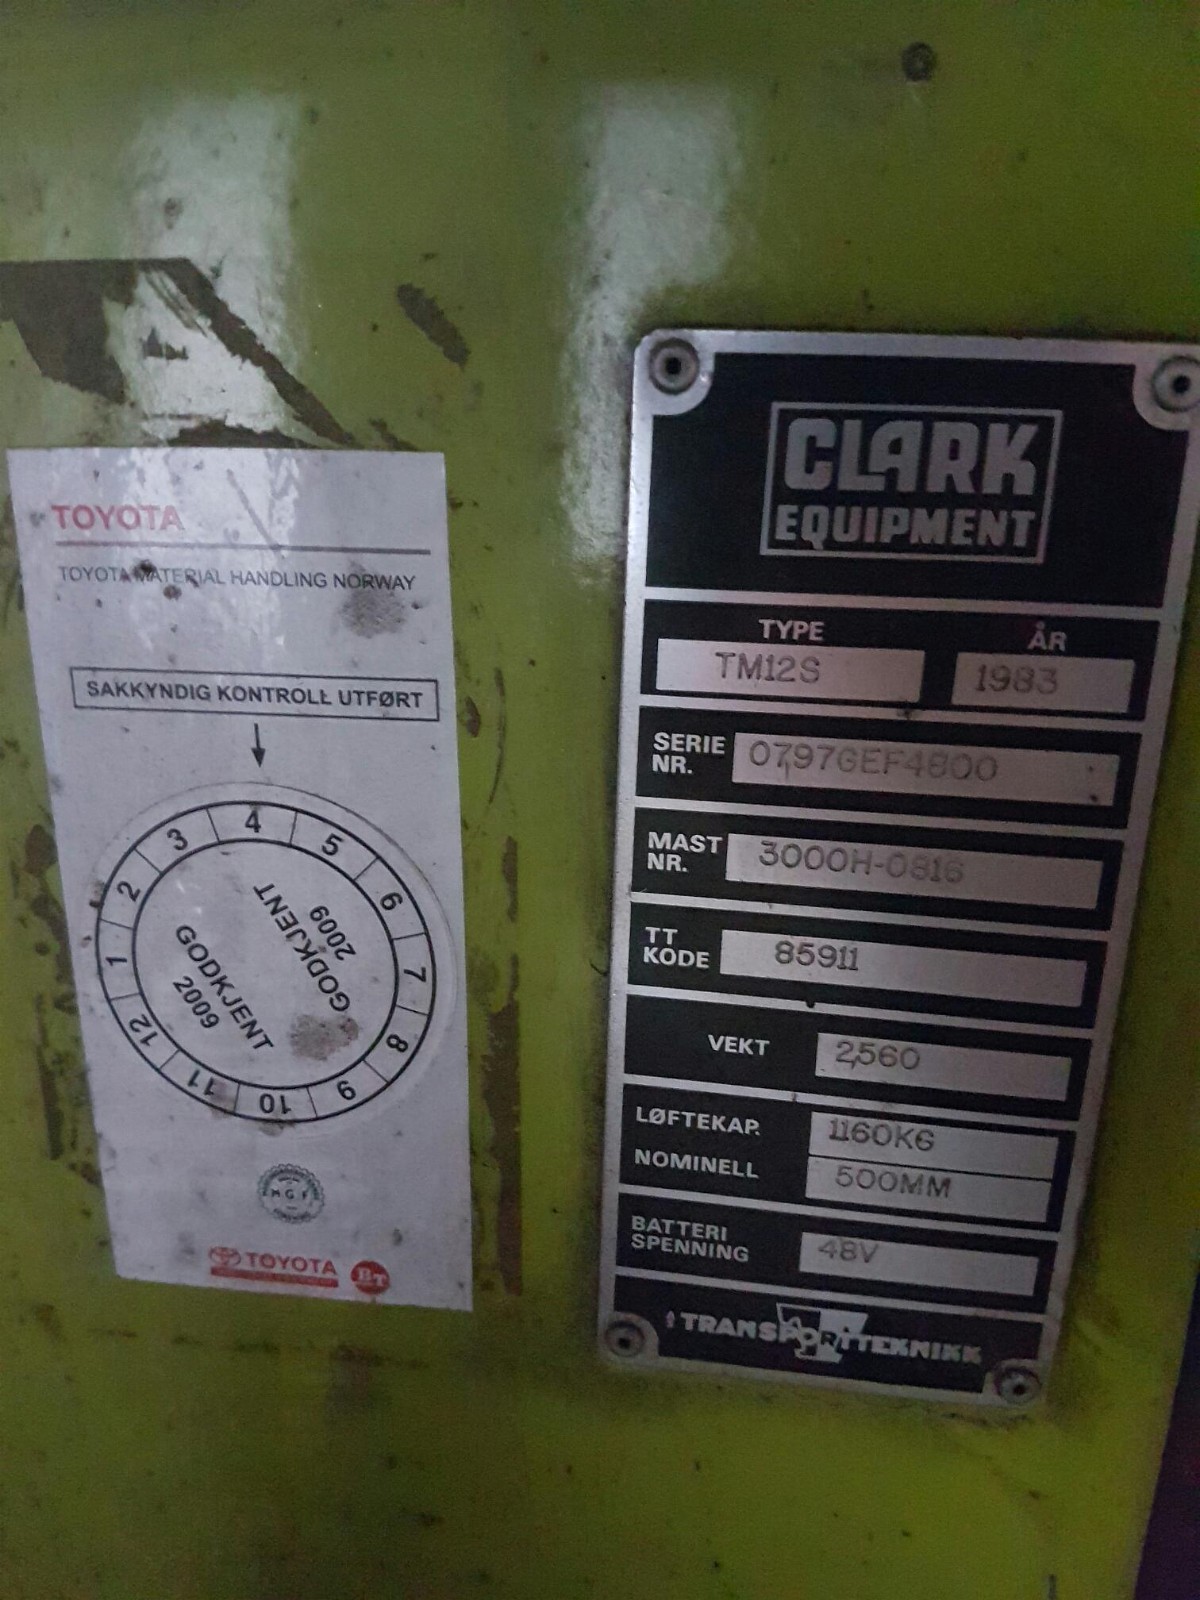 TOYOTA
TOYOTA MATERIAL HANDLING NORWAY
SAKKYNDIG KONTROLL UTFØRT
1 2 3 4 5 6 7 8 9 10 11 12
GODKJENT
2009
GODKJENT
2009
TOYOTA
BT
CLARK
EQUIPMENT
TYPE ÅR
TM12S 1983
SERIE
NR. 0797GEF4800
MAST
NR. 3000H-0816
TT
KODE 85911
VEKT 2560
LØFTEKAP. 1160KG
NOMINELL 500MM
BATTERI
SPENNING 48V
TRANSPORTTEKNIKK